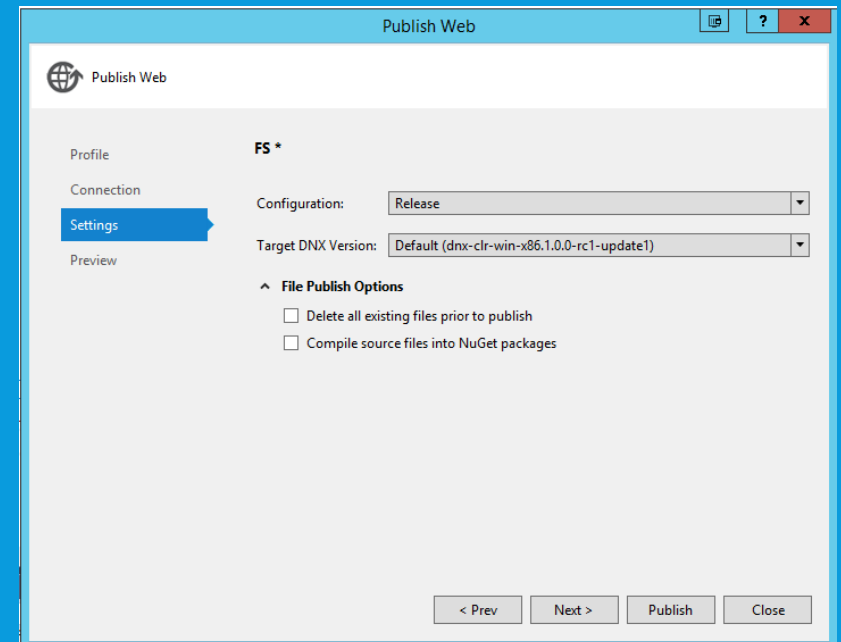 Publish Web
?
x
Publish Web
Profile
Connection
Settings
Preview
FS *
Configuration: Release
Target DNX Version: Default (dnx-clr-win-x86.1.0.0-rc1-update1)
File Publish Options
Delete all existing files prior to publish
Compile source files into NuGet packages
< Prev Next > Publish Close